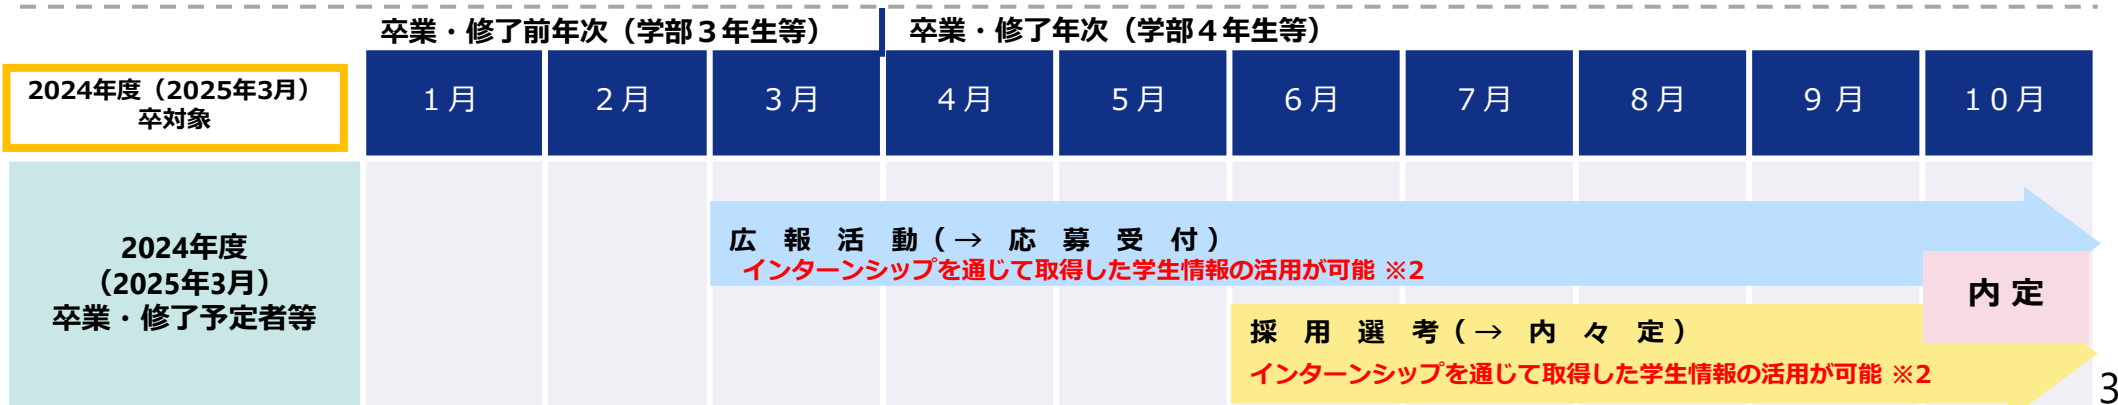 卒業・修了前年次（学部３年生等）
卒業・修了年次（学部４年生等）
2024年度（2025年3月）
卒対象
１月
２月
３月
４月
５月
６月
７月
８月
９月
１０月
2024年度
（2025年3月）
卒業・修了予定者等
広報活動（→ 応募受付）
インターンシップを通じて取得した学生情報の活用が可能 ※2
内定
採用選考（→ 内々定）
インターンシップを通じて取得した学生情報の活用が可能 ※2
3